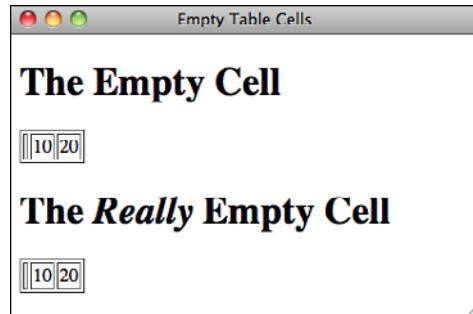 Empty Table Cells
The Empty Cell
10 20
The Really Empty Cell
10 20